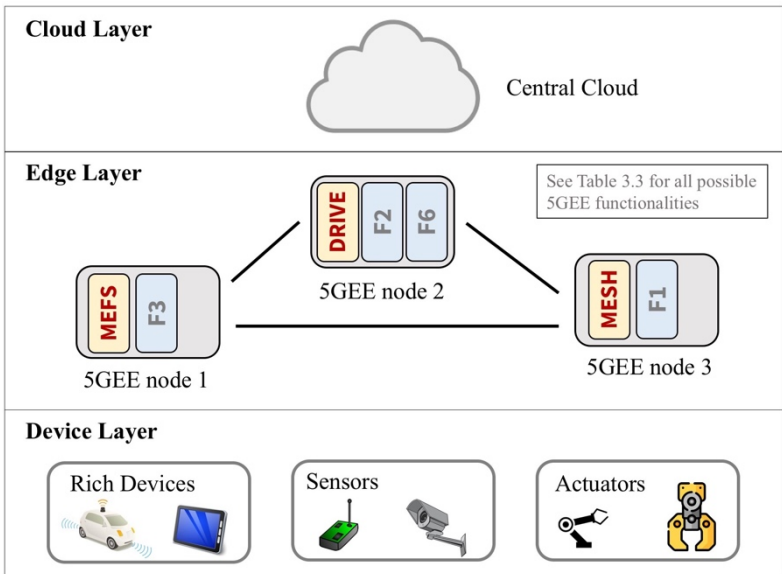 Cloud Layer
Central Cloud
Edge Layer
See Table 3.3 for all possible
5GEE functionalities
DRIVE
F2
F6
5GEE node 2
MEFS
F3
5GEE node 1
MESH
F1
5GEE node 3
Device Layer
Rich Devices
Sensors
Actuators